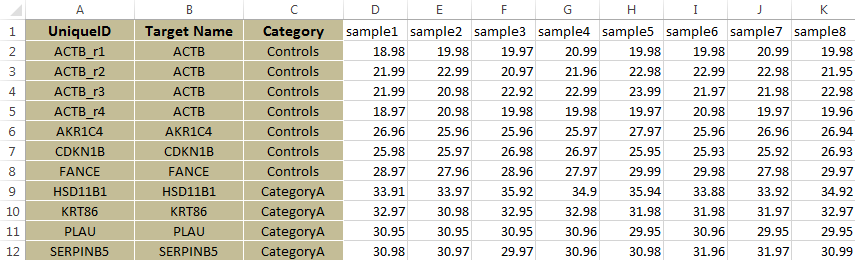 A B C D E F G H I J K
1 UniqueID Target Name Category sample1 sample2 sample3 sample4 sample5 sample6 sample7 sample8
2 ACTB_r1 ACTB Controls 18.98 19.98 19.97 20.99 19.98 19.98 20.99 19.98
3 ACTB_r2 ACTB Controls 21.99 22.99 20.97 21.96 22.98 22.99 22.98 21.95
4 ACTB_r3 ACTB Controls 21.99 20.98 22.92 22.99 23.99 21.97 21.98 22.98
5 ACTB_r4 ACTB Controls 18.97 20.98 19.98 19.98 19.97 20.98 19.97 19.96
6 AKR1C4 AKR1C4 Controls 26.96 25.96 25.96 25.97 27.97 25.96 26.96 26.94
7 CDKN1B CDKN1B Controls 25.98 25.97 26.98 26.97 25.95 25.93 25.92 26.93
8 FANCE FANCE Controls 28.97 27.96 28.96 27.97 29.99 29.98 27.98 29.97
9 HSD11B1 HSD11B1 CategoryA 33.91 33.97 35.92 34.9 35.94 33.88 33.92 34.92
10 KRT86 KRT86 CategoryA 32.97 30.98 32.95 32.98 31.98 31.98 31.97 32.97
11 PLAU PLAU CategoryA 30.95 30.95 30.95 30.96 29.95 30.96 29.95 29.95
12 SERPINB5 SERPINB5 CategoryA 30.98 30.97 29.97 30.96 30.98 31.96 31.97 30.99